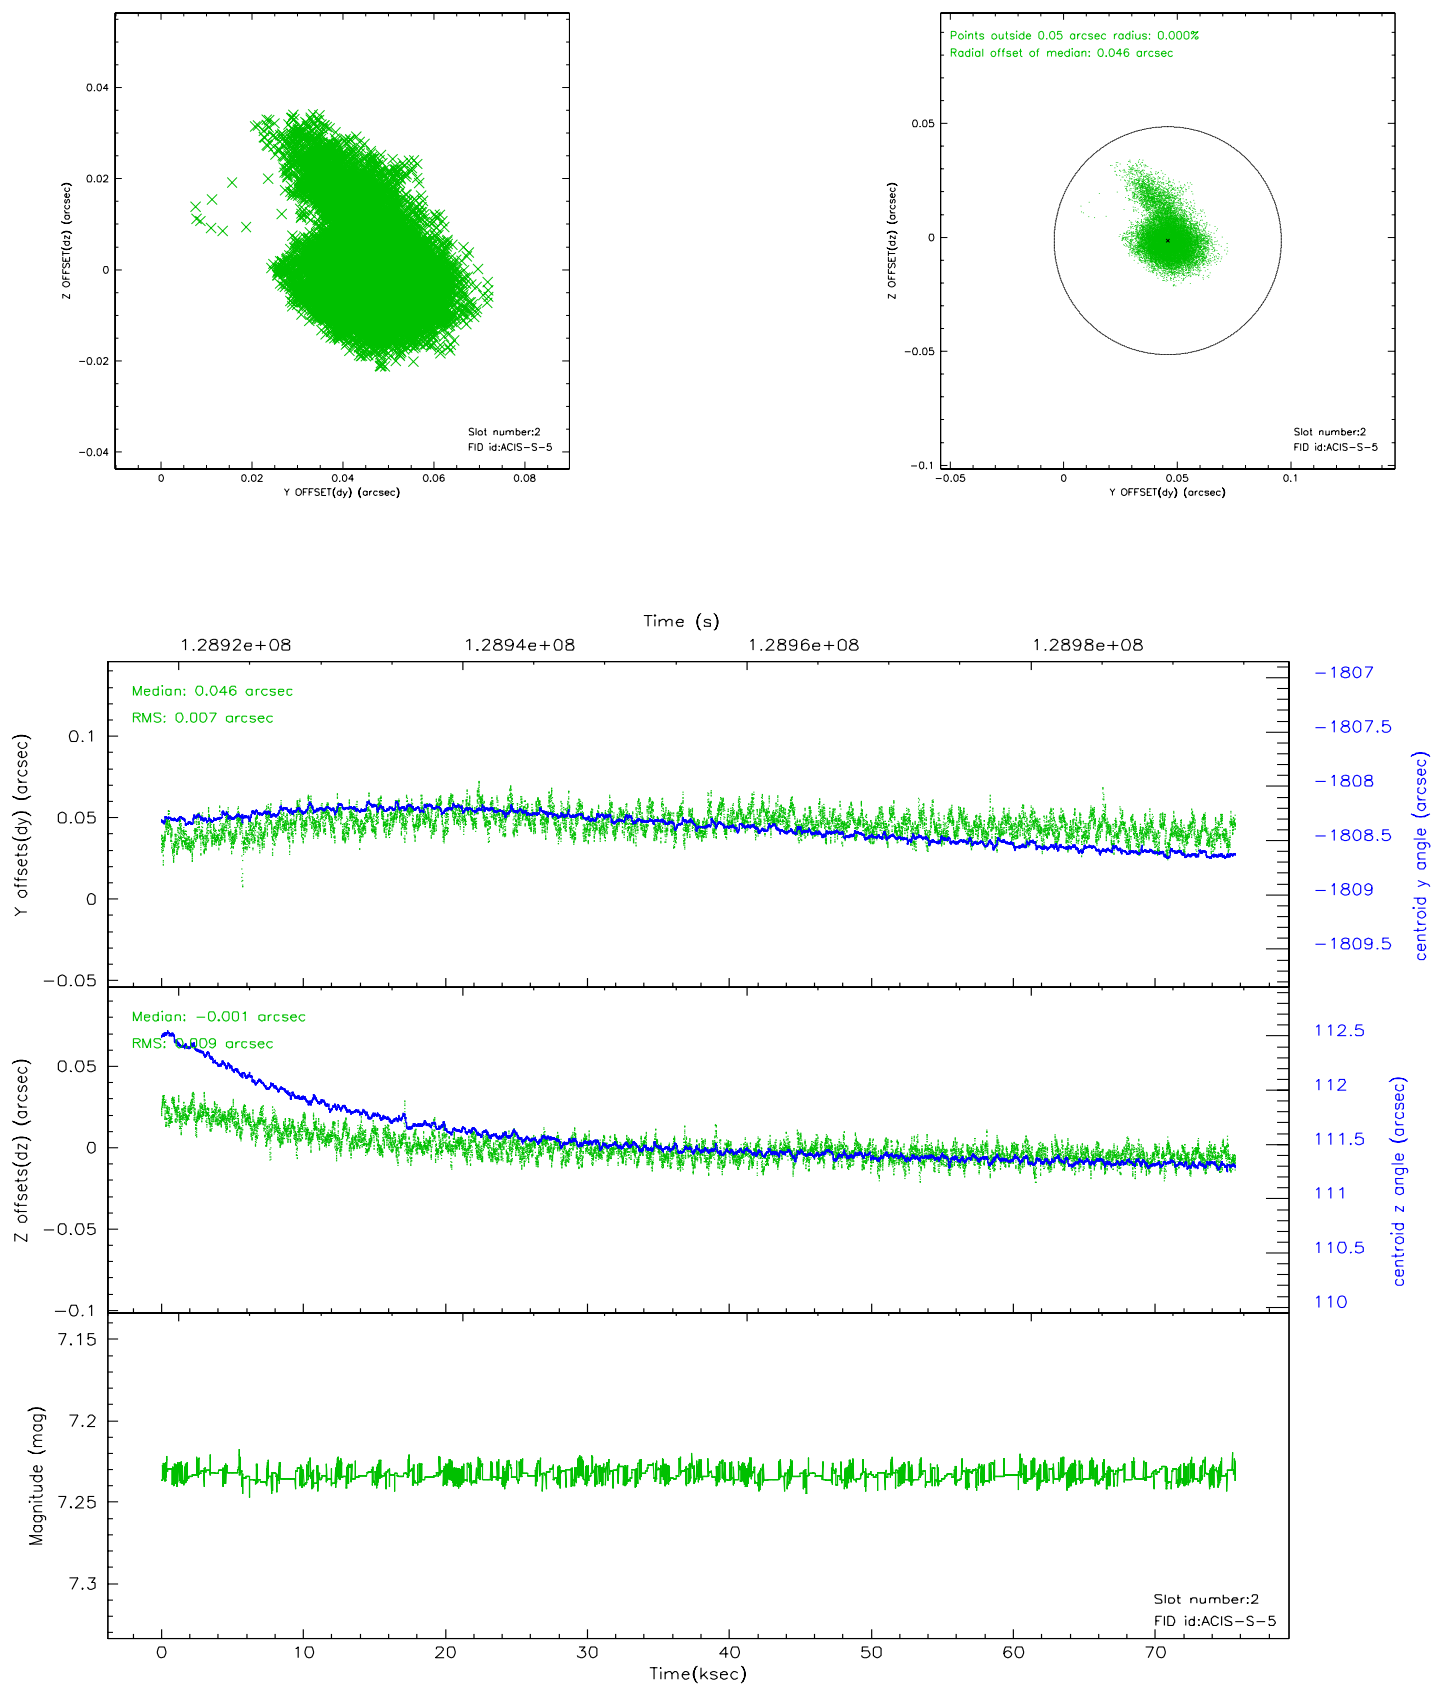 0.04
0.02
0
-0.02
-0.04
Z OFFSET(dz) (arcsec)
Slot number:2
FID id:ACIS-S-5
0 0.02 0.04 0.06 0.08
Y OFFSET(dy) (arcsec)
Points outside 0.05 arcsec radius: 0.000%
Radial offset of median: 0.046 arcsec
0.05
0
-0.05
-0.1
Z OFFSET(dz) (arcsec)
Slot number:2
FID id:ACIS-S-5
-0.05 0 0.05 0.1
Y OFFSET(dy) (arcsec)
Time (s)
1.2892e+08 1.2894e+08 1.2896e+08 1.2898e+08
Median: 0.046 arcsec
RMS: 0.007 arcsec
0.1
0.05
0
-0.05
Y offsets(dy) (arcsec)
-1807
-1807.5
-1808
-1808.5
-1809
-1809.5
centroid y angle (arcsec)
Median: -0.001 arcsec
RMS: 0.009 arcsec
0.05
0
-0.05
-0.1
Z offsets(dz) (arcsec)
112.5
112
111.5
111
110.5
110
centroid z angle (arcsec)
7.15
7.2
7.25
7.3
Magnitude (mag)
Slot number:2
FID id:ACIS-S-5
0 10 20 30 40 50 60 70
Time(ksec)